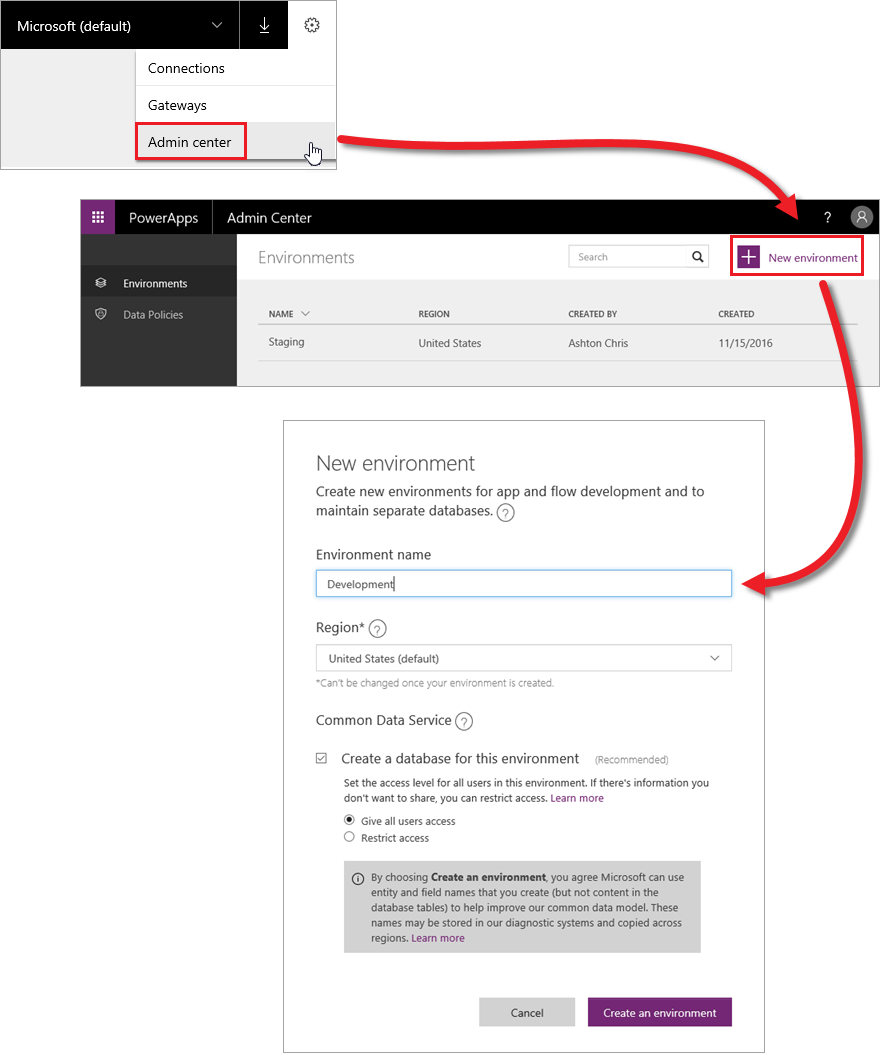 Microsoft (default)
Connections
Gateways
Admin center
PowerApps
Admin Center
?
Environments
Data Policies
Environments
Search
New environment
NAME
REGION
CREATED BY
CREATED
Staging
United States
Ashton Chris
11/15/2016
New environment
Create new environments for app and flow development and to
maintain separate databases. ?
Environment name
Development
Region* ?
United States (default)
*Can't be changed once your environment is created.
Common Data Service ?
Create a database for this environment (Recommended)
Set the access level for all users in this environment. If there's information you
don't want to share, you can restrict access. Learn more
Give all users access
Restrict access
By choosing Create an environment, you agree Microsoft can use
entity and field names that you create (but not content in the
database tables) to help improve our common data model. These
names may be stored in our diagnostic systems and copied across
regions. Learn more
Cancel
Create an environment